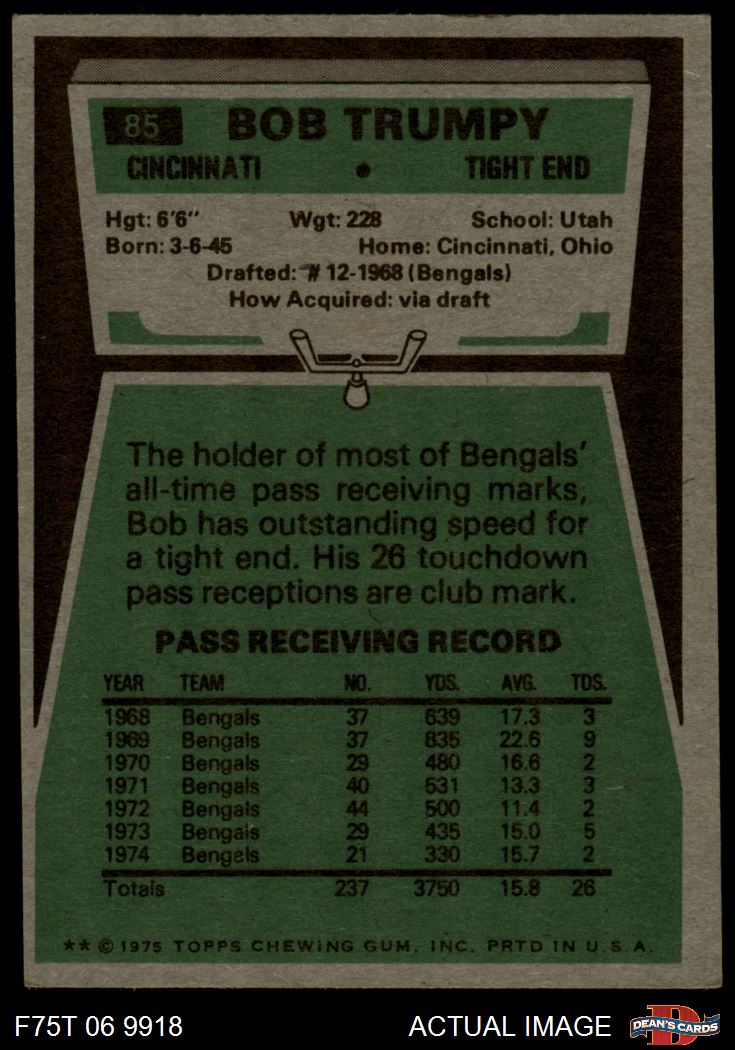 85 BOB TRUMPY
CINCINNATI • TIGHT END
Hgt: 6'6" Wgt: 228 School: Utah
Born: 3-6-45 Home: Cincinnati, Ohio
Drafted: # 12-1968 (Bengals)
How Acquired: via draft
The holder of most of Bengals'
all-time pass receiving marks,
Bob has outstanding speed for
a tight end. His 26 touchdown
pass receptions are club mark.
PASS RECEIVING RECORD
YEAR TEAM NO. YDS. AVG. TDS.
1968 Bengals 37 639 17.3 3
1969 Bengals 37 835 22.6 9
1970 Bengals 29 480 16.6 2
1971 Bengals 40 531 13.3 3
1972 Bengals 44 500 11.4 2
1973 Bengals 29 435 15.0 5
1974 Bengals 21 330 15.7 2
Totals 237 3750 15.8 26
** © 1975 TOPPS CHEWING GUM, INC. PRTD IN U.S.A.
F75T 06 9918 ACTUAL IMAGE D DEAN'S CARDS